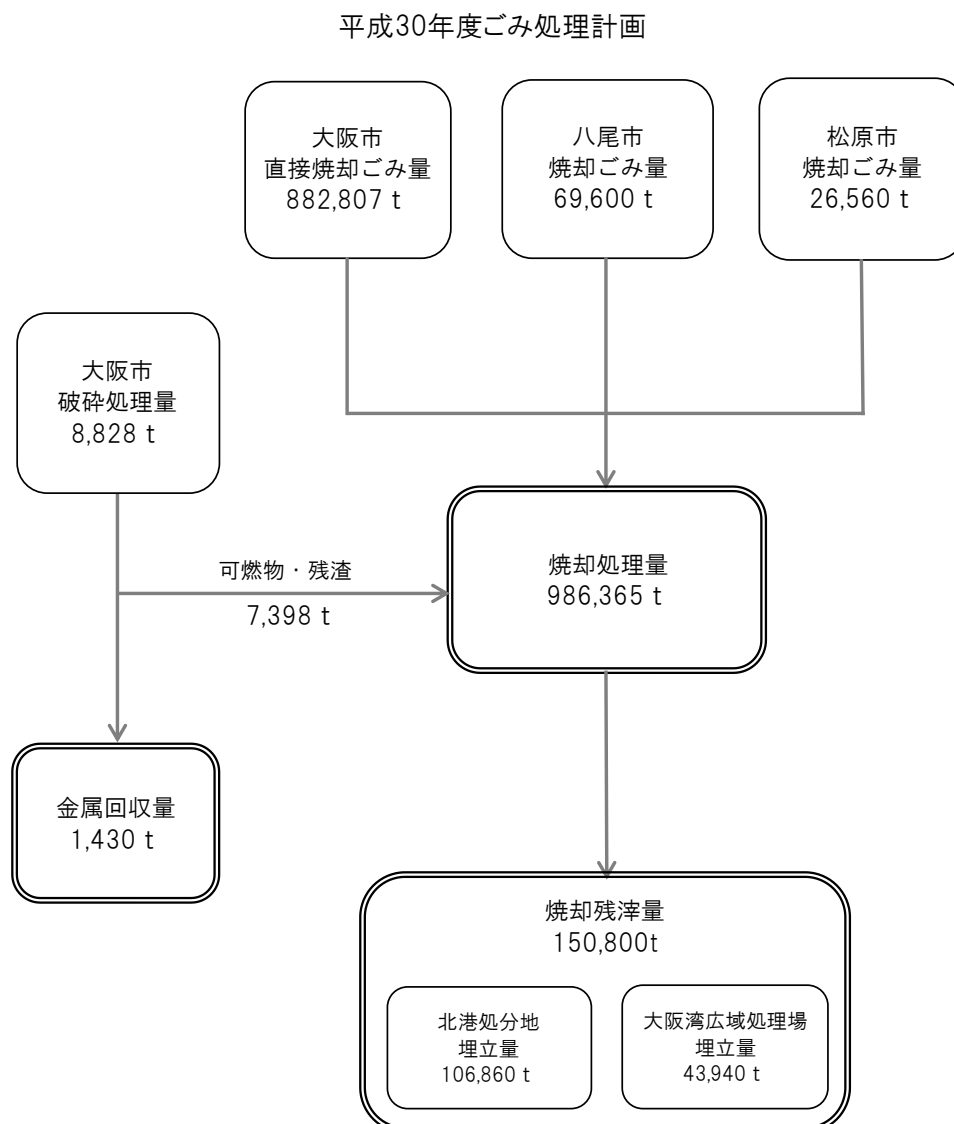 平成30年度ごみ処理計画
大阪市
直接焼却ごみ量
882,807 t
八尾市
焼却ごみ量
69,600 t
松原市
焼却ごみ量
26,560 t
大阪市
破砕処理量
8,828 t
可燃物・残渣
7,398 t
焼却処理量
986,365 t
金属回収量
1,430 t
焼却残滓量
150,800t
北港処分地
埋立量
106,860 t
大阪湾広域処理場
埋立量
43,940 t